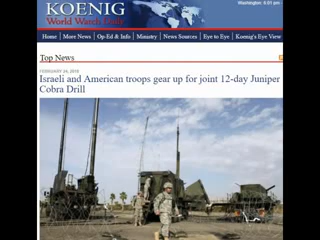 Washington: 6:51 pm
KOENIG
World Watch Daily
Home More News Op-Ed & Info Ministry News Sources Eye to Eye Koenig's Eye View
Top News
FEBRUARY 24, 2018
Israeli and American troops gear up for joint 12-day Juniper
Cobra Drill